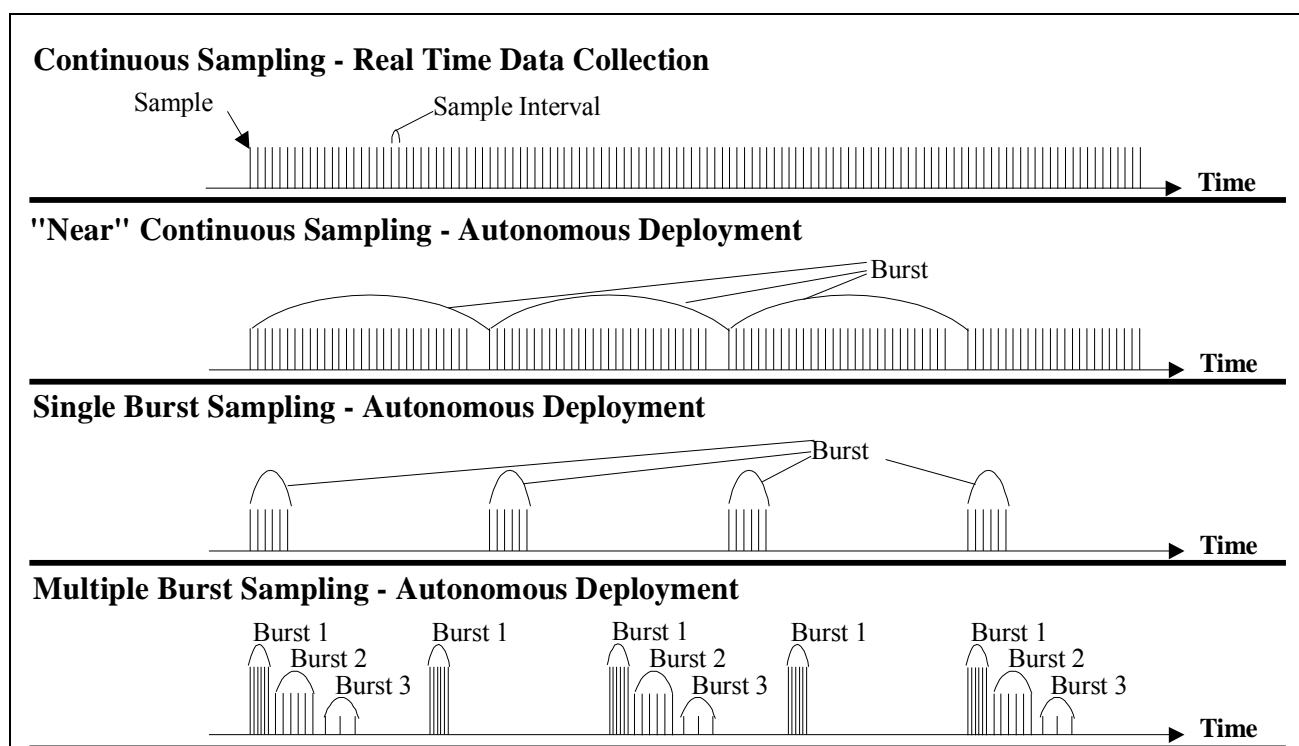 Continuous Sampling - Real Time Data Collection
Sample
Sample Interval
Time
"Near" Continuous Sampling - Autonomous Deployment
Burst
Time
Single Burst Sampling - Autonomous Deployment
Burst
Time
Multiple Burst Sampling - Autonomous Deployment
Burst 1 Burst 1 Burst 1 Burst 1 Burst 1
Burst 2 Burst 2 Burst 2
Burst 3 Burst 3 Burst 3
Time